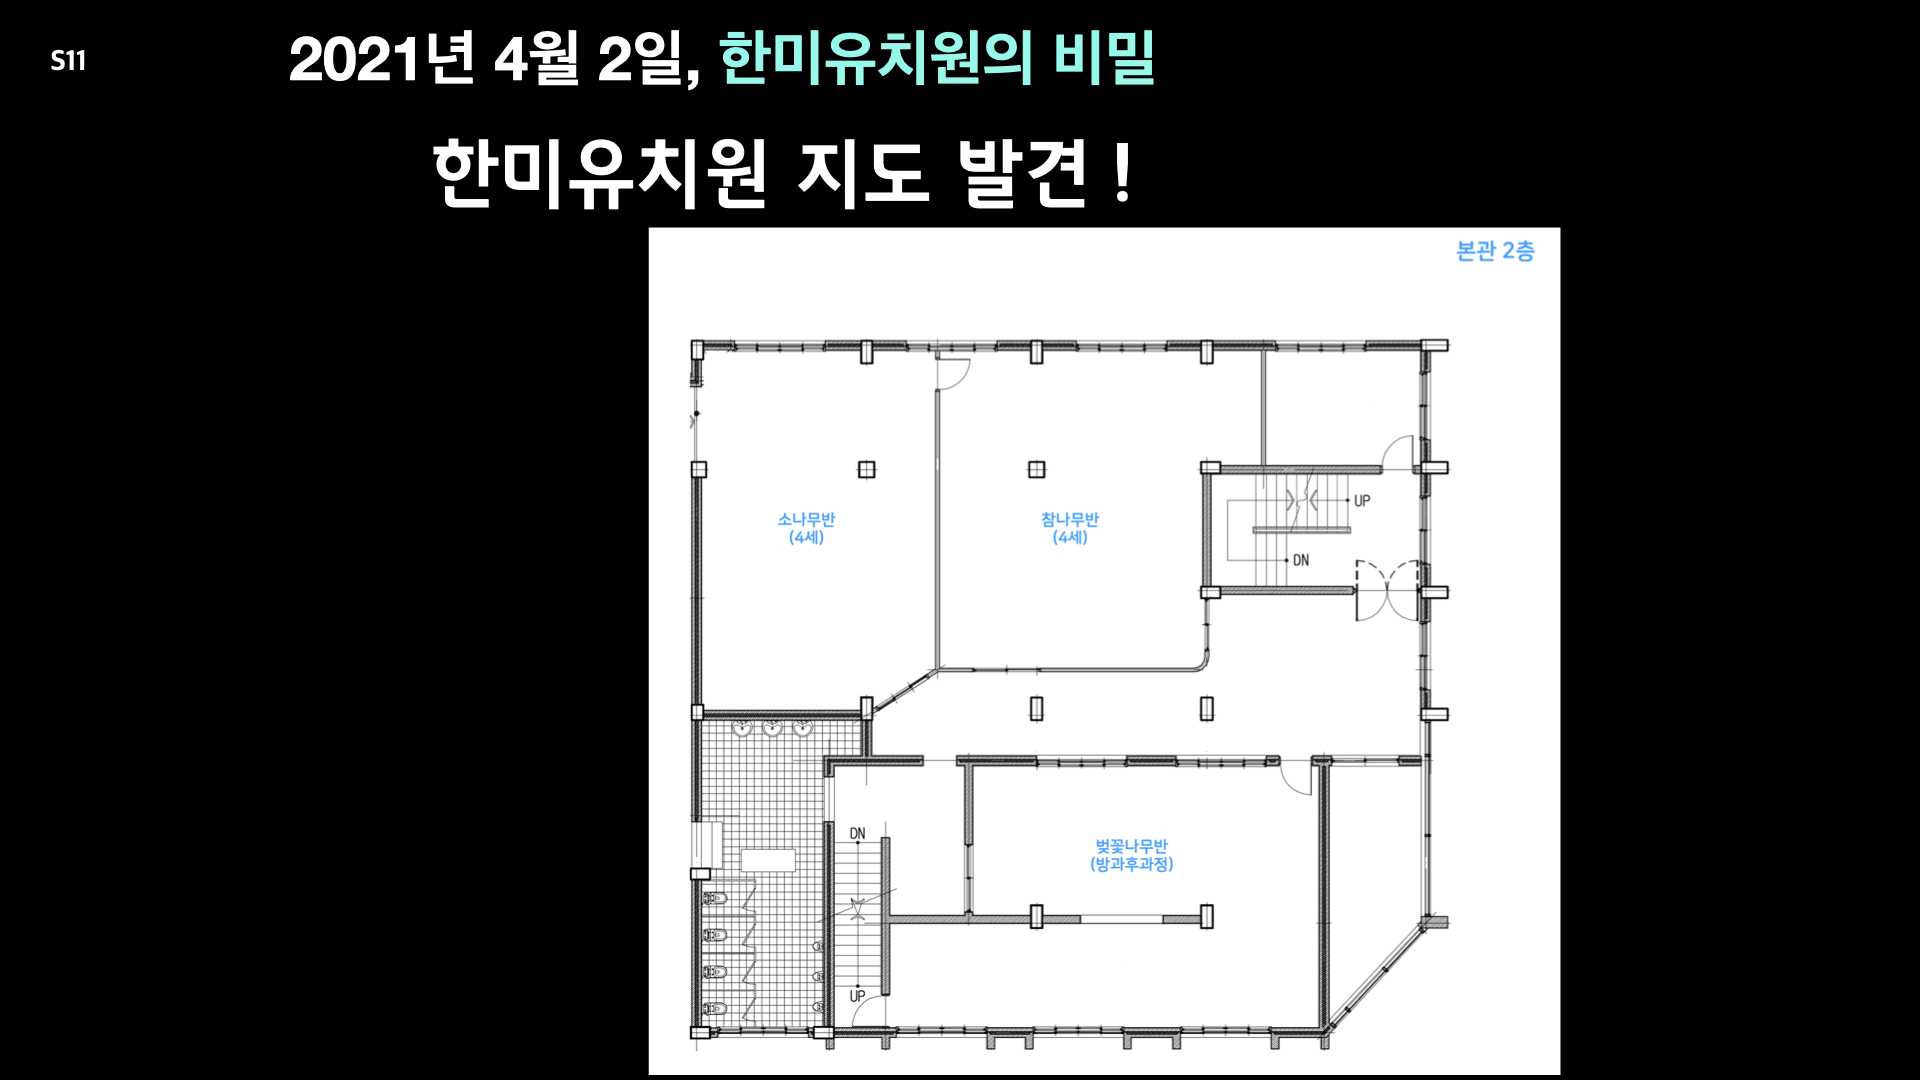 S11
2021년 4월 2일, 한미유치원의 비밀
한미유치원 지도 발견 !
본관 2층
소나무반
(4세)
참나무반
(4세)
UP
DN
벚꽃나무반
(방과후과정)
DN
UP